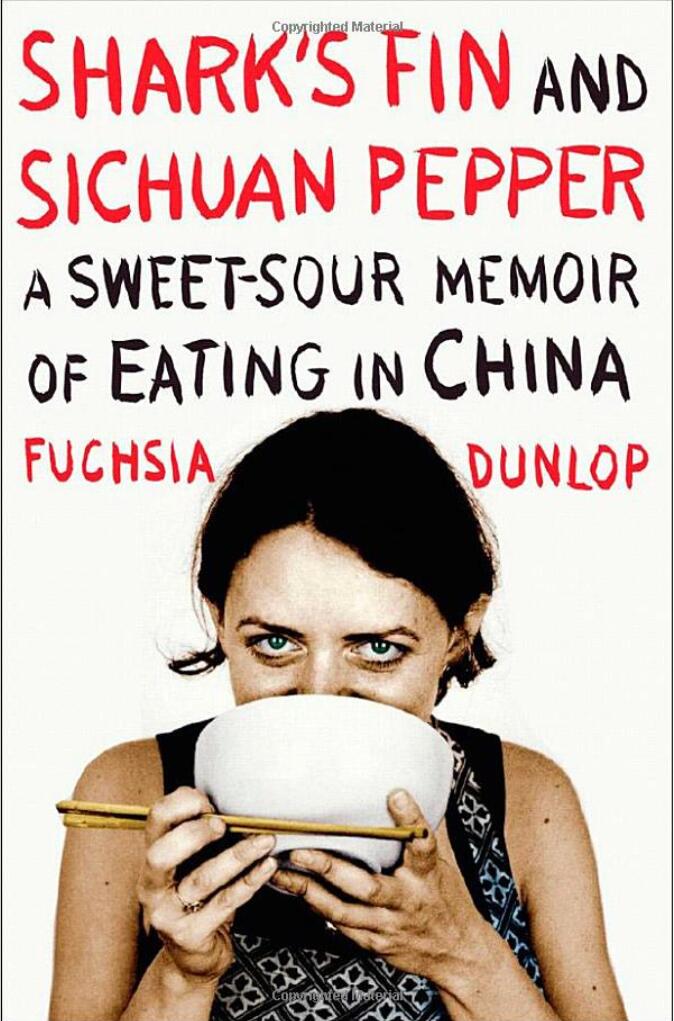 Copyrighted Material
SHARK'S FIN AND
SICHUAN PEPPER
A SWEET-SOUR MEMOIR
OF EATING IN CHINA
FUCHSIA DUNLOP
Copyrighted Material